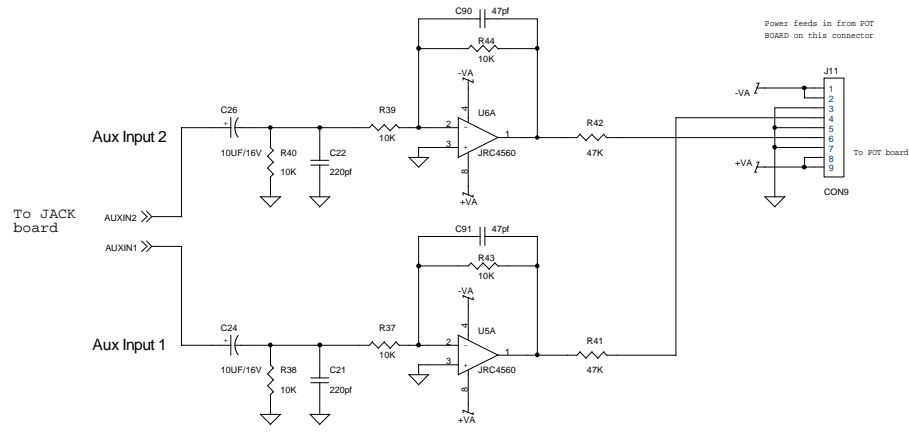 C90
47pf
R44
10K
Power feeds in from POT
BOARD on this connector
-VA
4
U6A
J11
-VA
1
2
3
4
5
6
7
8
9
+VA
To POT board
CON9
Aux Input 2
C26
+
10UF/16V
R40
10K
C22
220pf
R39
10K
2
-
3
+
1
JRC4560
8
+VA
R42
47K
To JACK
board
AUXIN2
AUXIN1
C91
47pf
R43
10K
-VA
4
U5A
Aux Input 1
C24
+
10UF/16V
R38
10K
C21
220pf
R37
10K
2
-
3
+
1
JRC4560
8
+VA
R41
47K